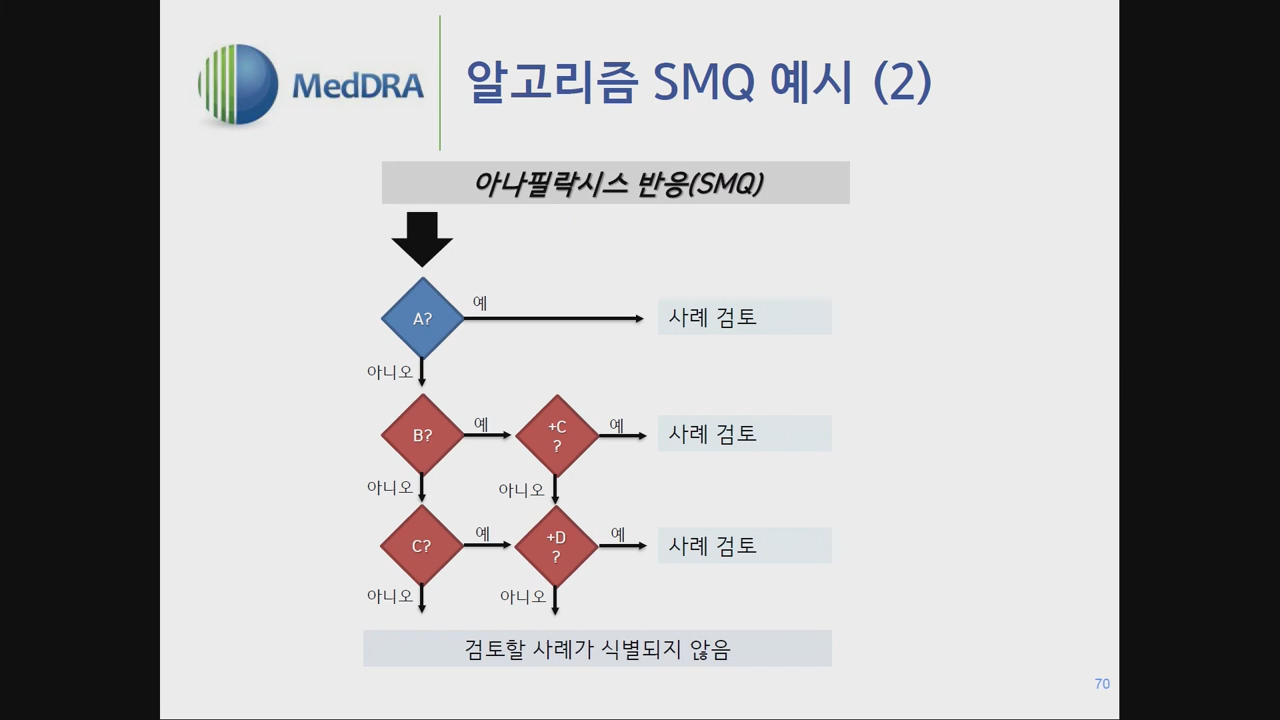 MedDRA
알고리즘 SMQ 예시 (2)
아나필락시스 반응(SMQ)
A?
예
사례 검토
아니오
B?
예
+C
?
예
사례 검토
아니오
아니오
C?
예
+D
?
예
사례 검토
아니오
아니오
검토할 사례가 식별되지 않음
70